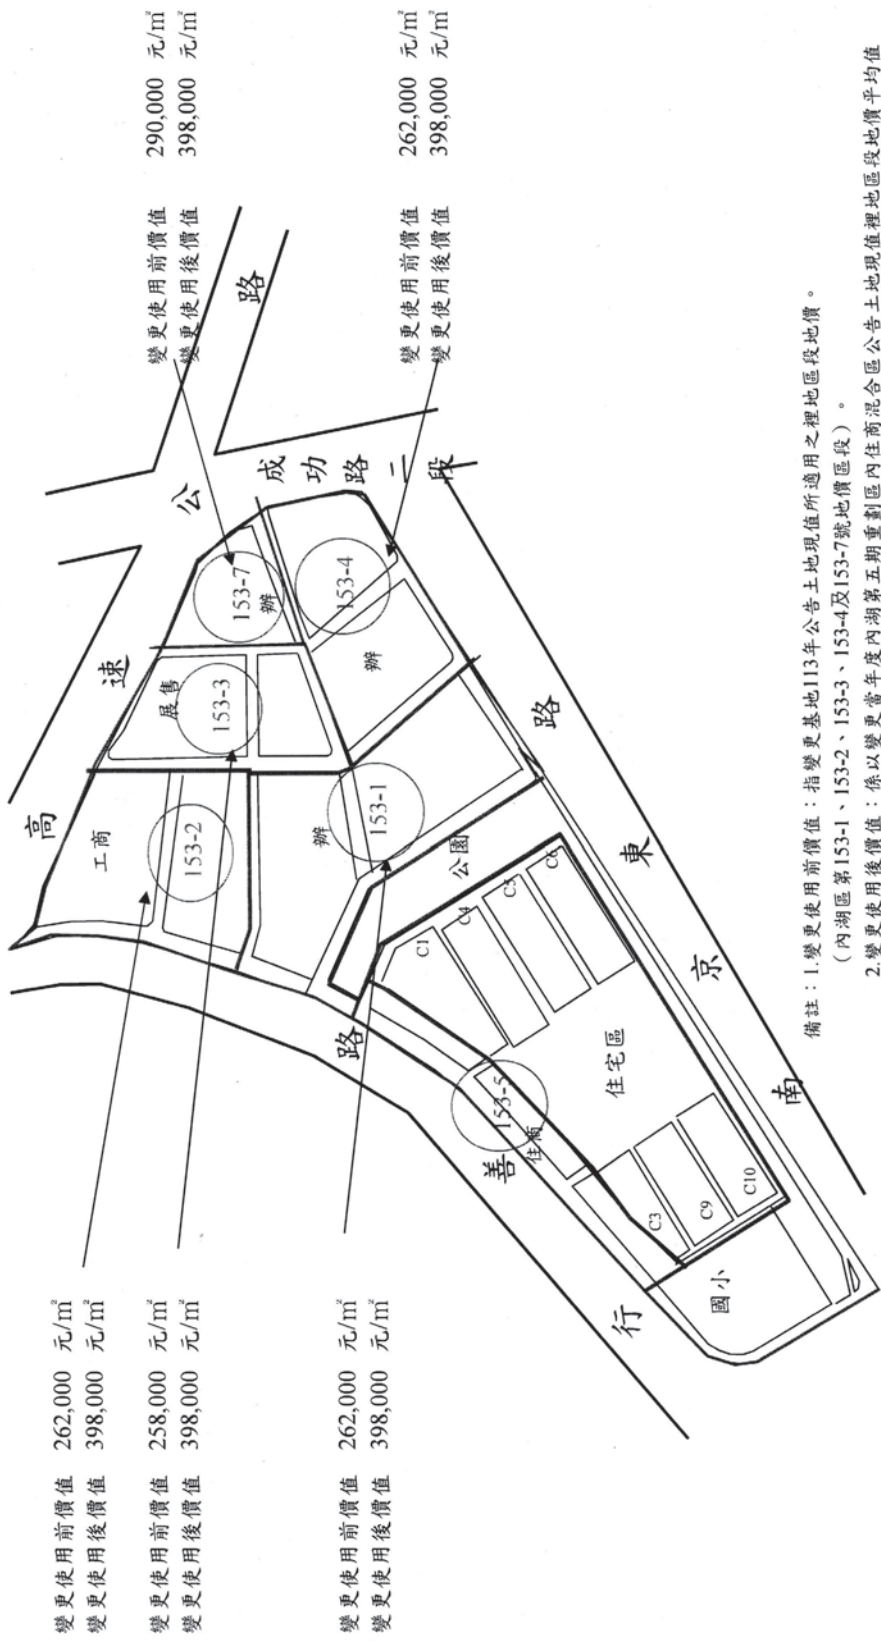 變更使用前價值 262,000 元/㎡
變更使用後價值 398,000 元/㎡
變更使用前價值 258,000 元/㎡
變更使用後價值 398,000 元/㎡
變更使用前價值 262,000 元/㎡
變更使用後價值 398,000 元/㎡
變更使用前價值 290,000 元/㎡
變更使用後價值 398,000 元/㎡
變更使用前價值 262,000 元/㎡
變更使用後價值 398,000 元/㎡
高速公路
成功路二段
行善路
南京東路
工商
153-2
展售
153-3
153-7
辦
153-4
辦
辦
153-1
公園
153-5
住商
住宅區
C1
C4
C5
C6
C3
C9
C10
國小
備註：1.變更使用前價值：指變更基地113年公告土地現值所適用之裡地區段地價。
（內湖區第153-1、153-2、153-3、153-4及153-7號地價區段）。
2.變更使用後價值：係以變更當年度內湖第五期重劃區內住商混合區公告土地現值裡地區段地價平均值